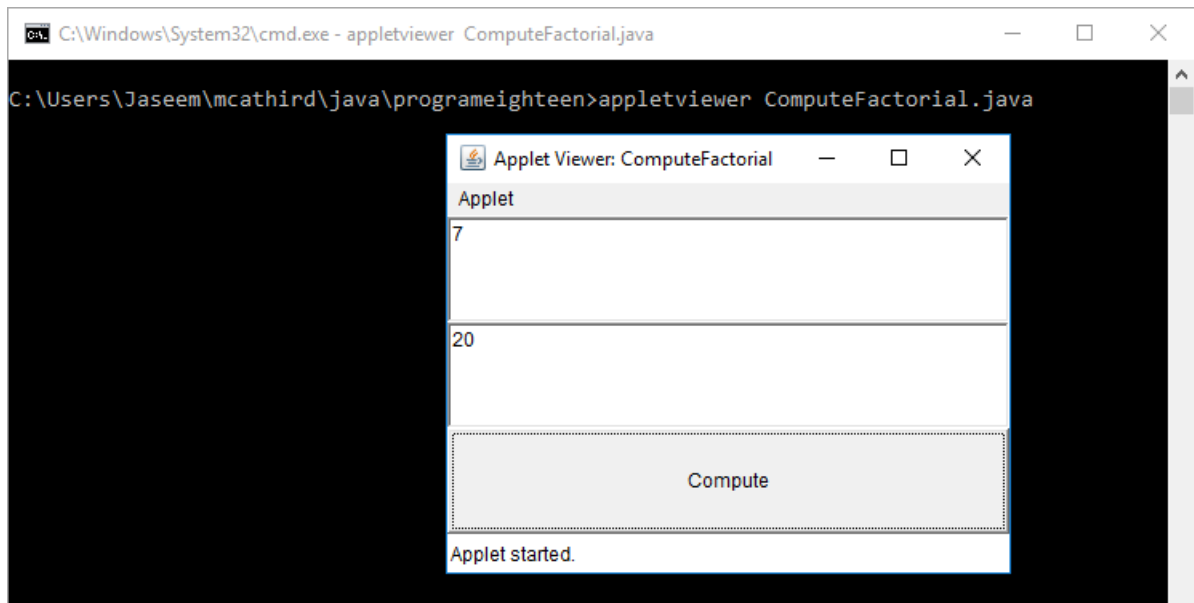 C:\Windows\System32\cmd.exe - appletviewer  ComputeFactorial.java
C:\Users\Jaseem\mcathird\java\programeighteen>appletviewer ComputeFactorial.java
Applet Viewer: ComputeFactorial
Applet
7
20
Compute
Applet started.